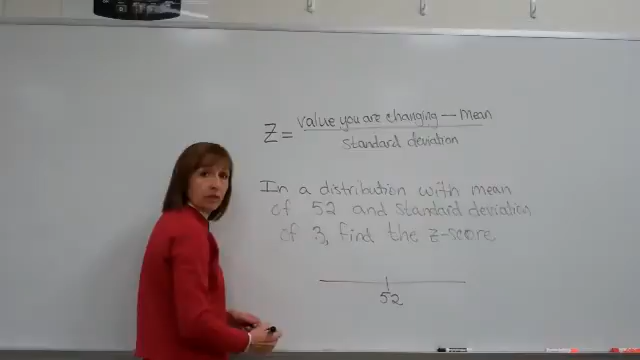 Z = value you are changing — mean
standard deviation
In a distribution with mean
of 52 and standard deviation
of 3, find the z-score
52